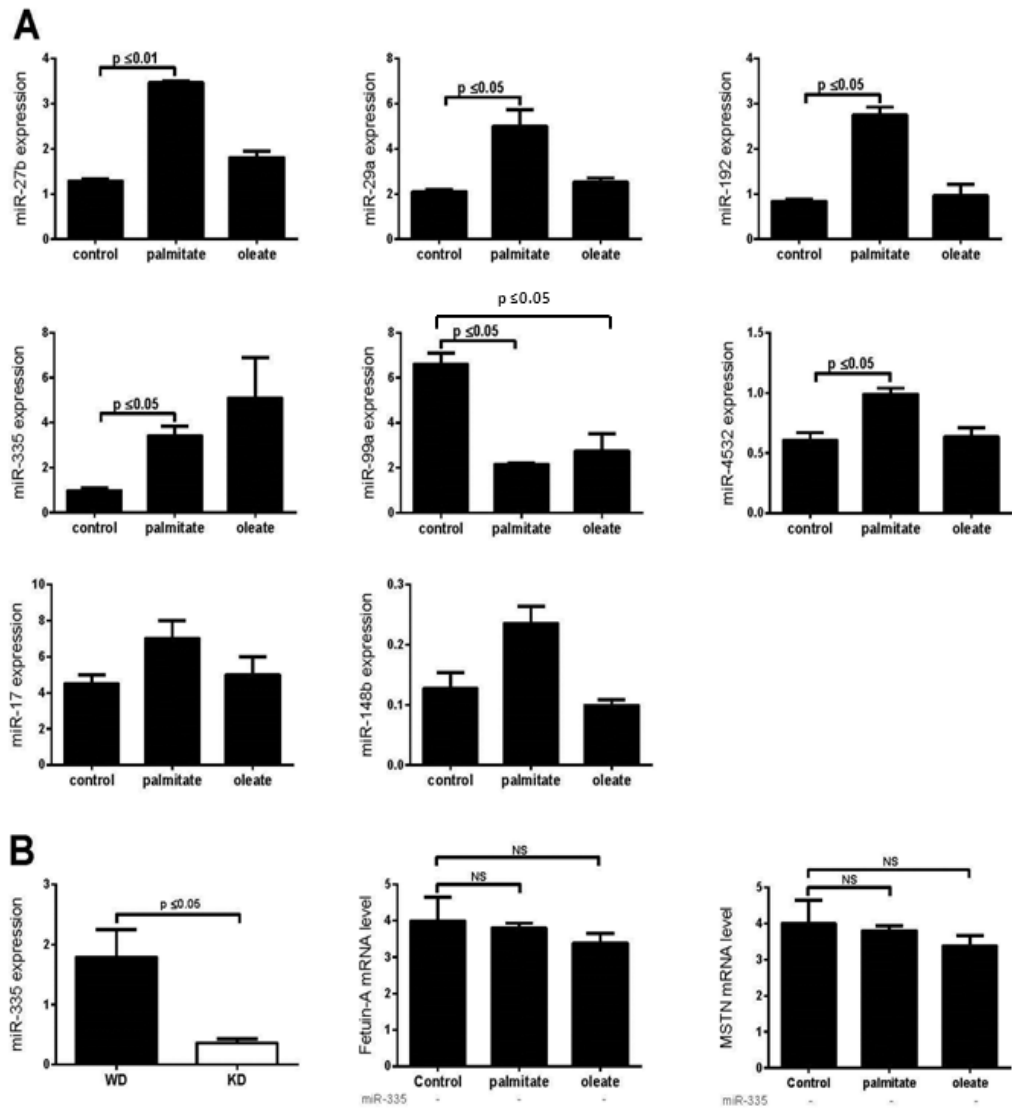 A
miR-27b expression
4
3
2
1
0
p ≤0.01
control palmitate oleate
miR-29a expression
8
6
4
2
0
p ≤0.05
control palmitate oleate
miR-192 expression
4
3
2
1
0
p ≤0.05
control palmitate oleate
miR-335 expression
8
6
4
2
0
p ≤0.05
control palmitate oleate
miR-99a expression
8
6
4
2
0
p ≤0.05
p ≤0.05
control palmitate oleate
miR-4532 expression
1.5
1.0
0.5
0.0
p ≤0.05
control palmitate oleate
miR-17 expression
10
8
6
4
2
0
control palmitate oleate
miR-148b expression
0.3
0.2
0.1
0.0
control palmitate oleate
B
miR-335 expression
3
2
1
0
p ≤0.05
WD KD
Fetuin-A mRNA level
5
4
3
2
1
0
NS
NS
Control palmitate oleate
miR-335 - - -
MSTN mRNA level
5
4
3
2
1
0
NS
NS
Control palmitate oleate
miR-335 - - -